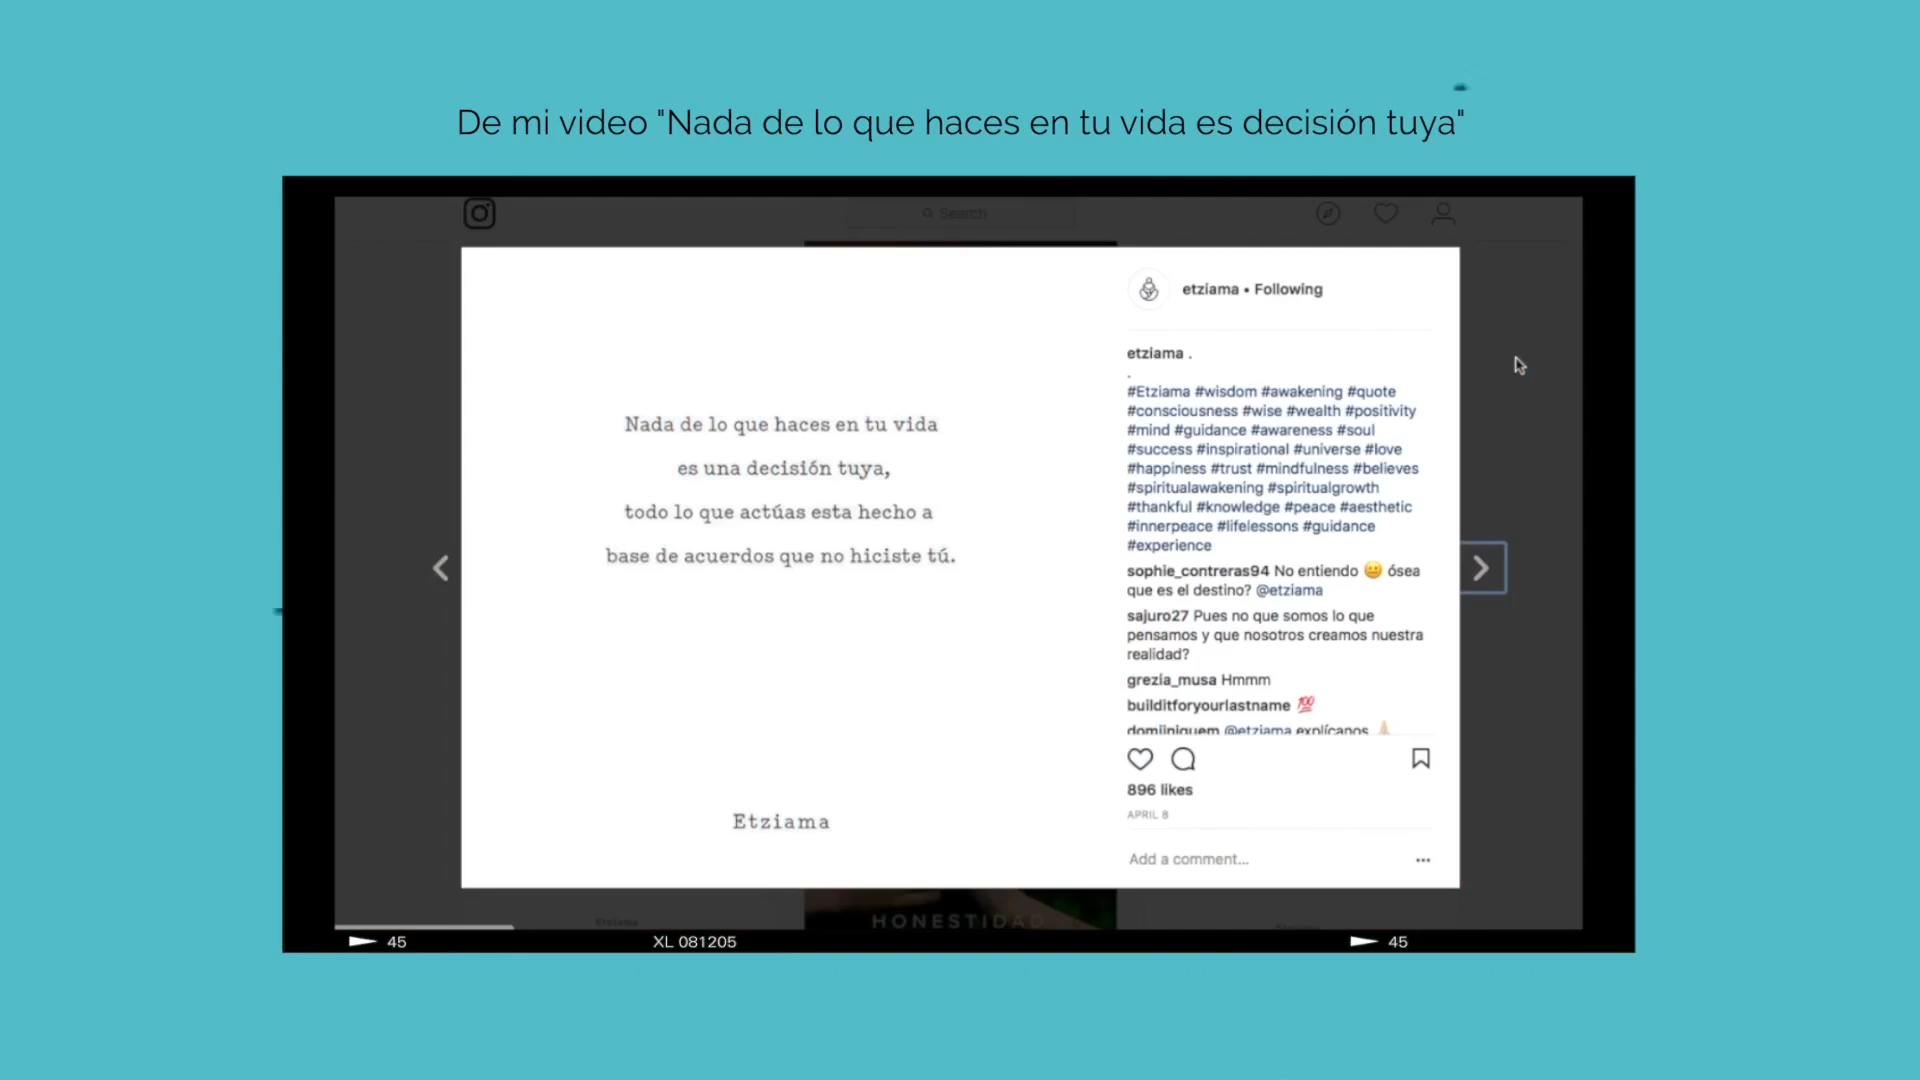 De mi video "Nada de lo que haces en tu vida es decisión tuya"
Search
etziama • Following
Nada de lo que haces en tu vida
es una decisión tuya,
todo lo que actúas esta hecho a
base de acuerdos que no hiciste tú.
Etziama
etziama .
.
#Etziama #wisdom #awakening #quote
#consciousness #wise #wealth #positivity
#mind #guidance #awareness #soul
#success #inspirational #universe #love
#happiness #trust #mindfulness #believes
#spiritualawakening #spiritualgrowth
#thankful #knowledge #peace #aesthetic
#innerpeace #lifelessons #guidance
#experience
sophie_contreras94 No entiendo 😐 ósea
que es el destino? @etziama
sajuro27 Pues no que somos lo que
pensamos y que nosotros creamos nuestra
realidad?
grezia_musa Hmmm
builditforyourlastname 💯
@etziama explícanos
896 likes
APRIL 8
Add a comment...
Etziama
HONESTIDAD
45
XL 081205
45